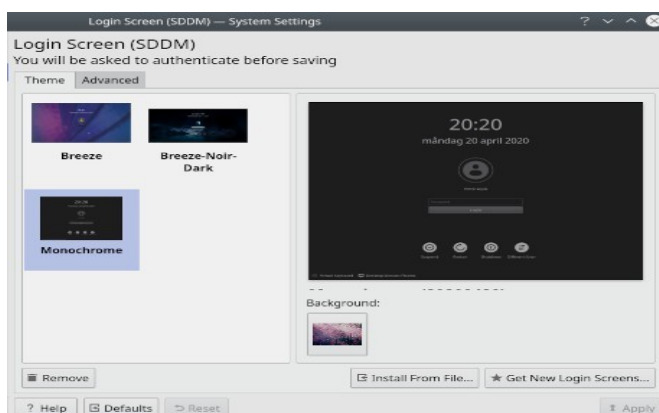 Login Screen (SDDM) — System Settings
Login Screen (SDDM)
You will be asked to authenticate before saving
Theme Advanced
Breeze
Breeze-Noir-
Dark
Monochrome
20:20
måndag 20 april 2020
Background:
Remove
Install From File...
Get New Login Screens...
? Help
Defaults
Reset
Apply